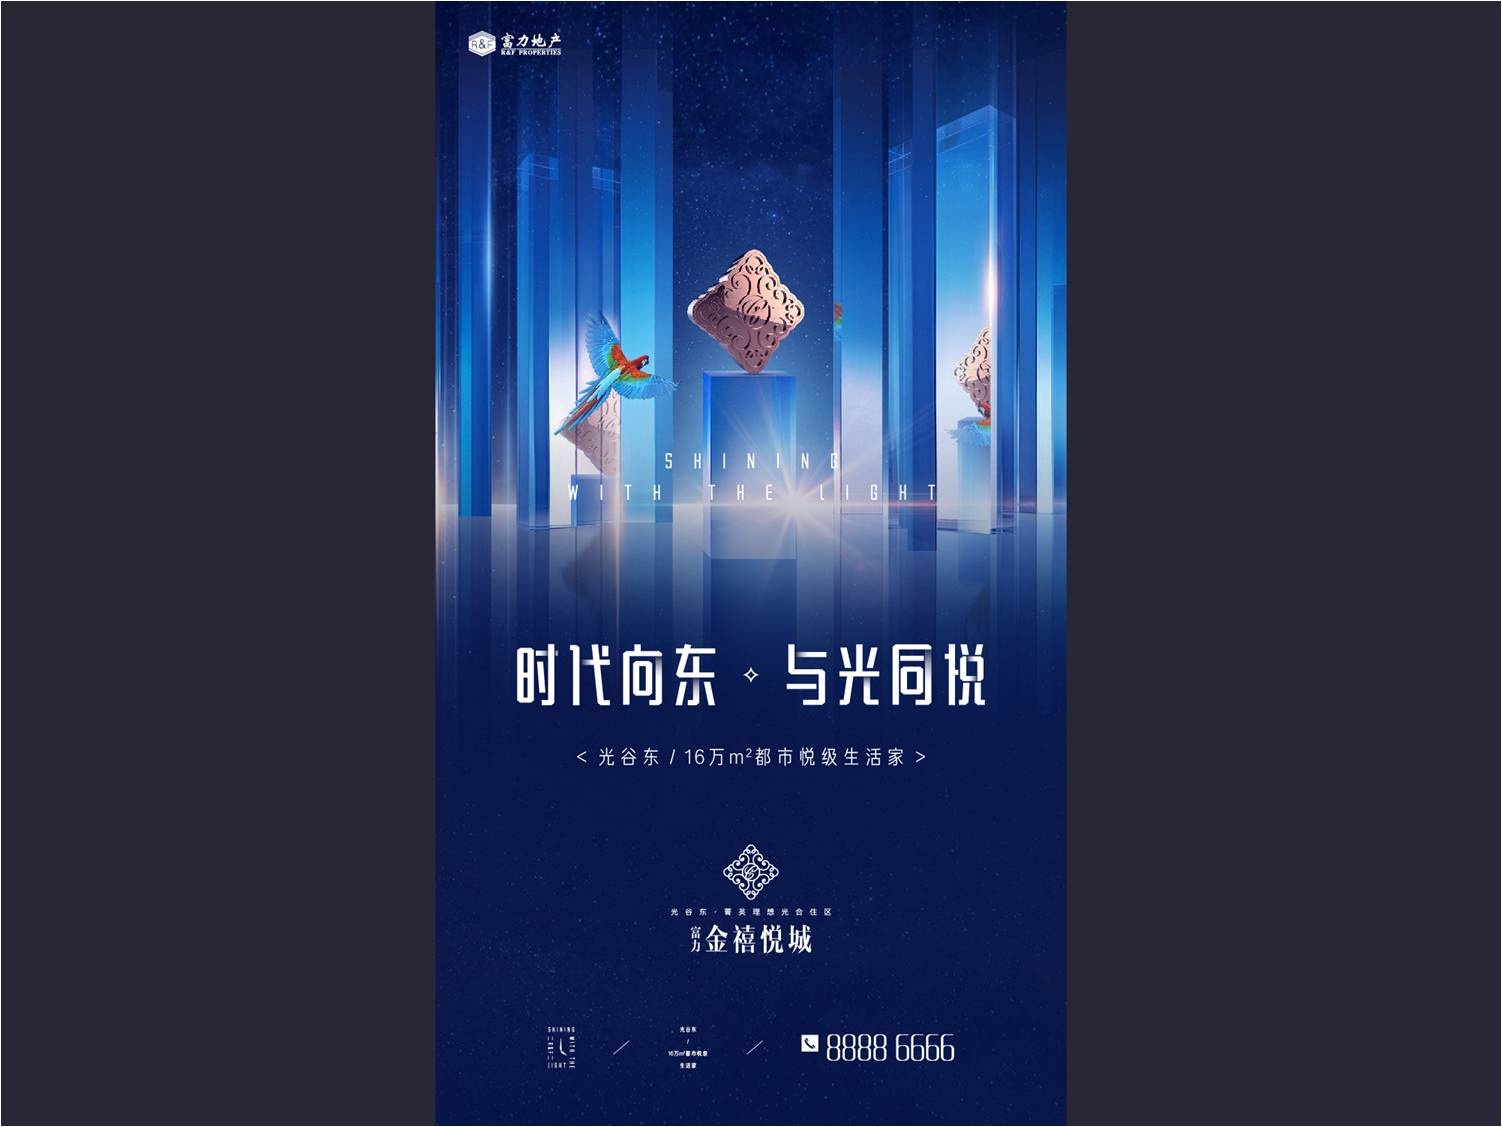 R&F
富力地产
R&F PROPERTIES
SHINING
WITH THE LIGHT
时代向东 与光同悦
< 光谷东 / 16万m²都市悦级生活家 >
光谷东·菁英理想光合住区
富力 金禧悦城
SHINING
WITH THE
LIGHT
光谷东
/
16万m²都市悦级
生活家
8888 6666